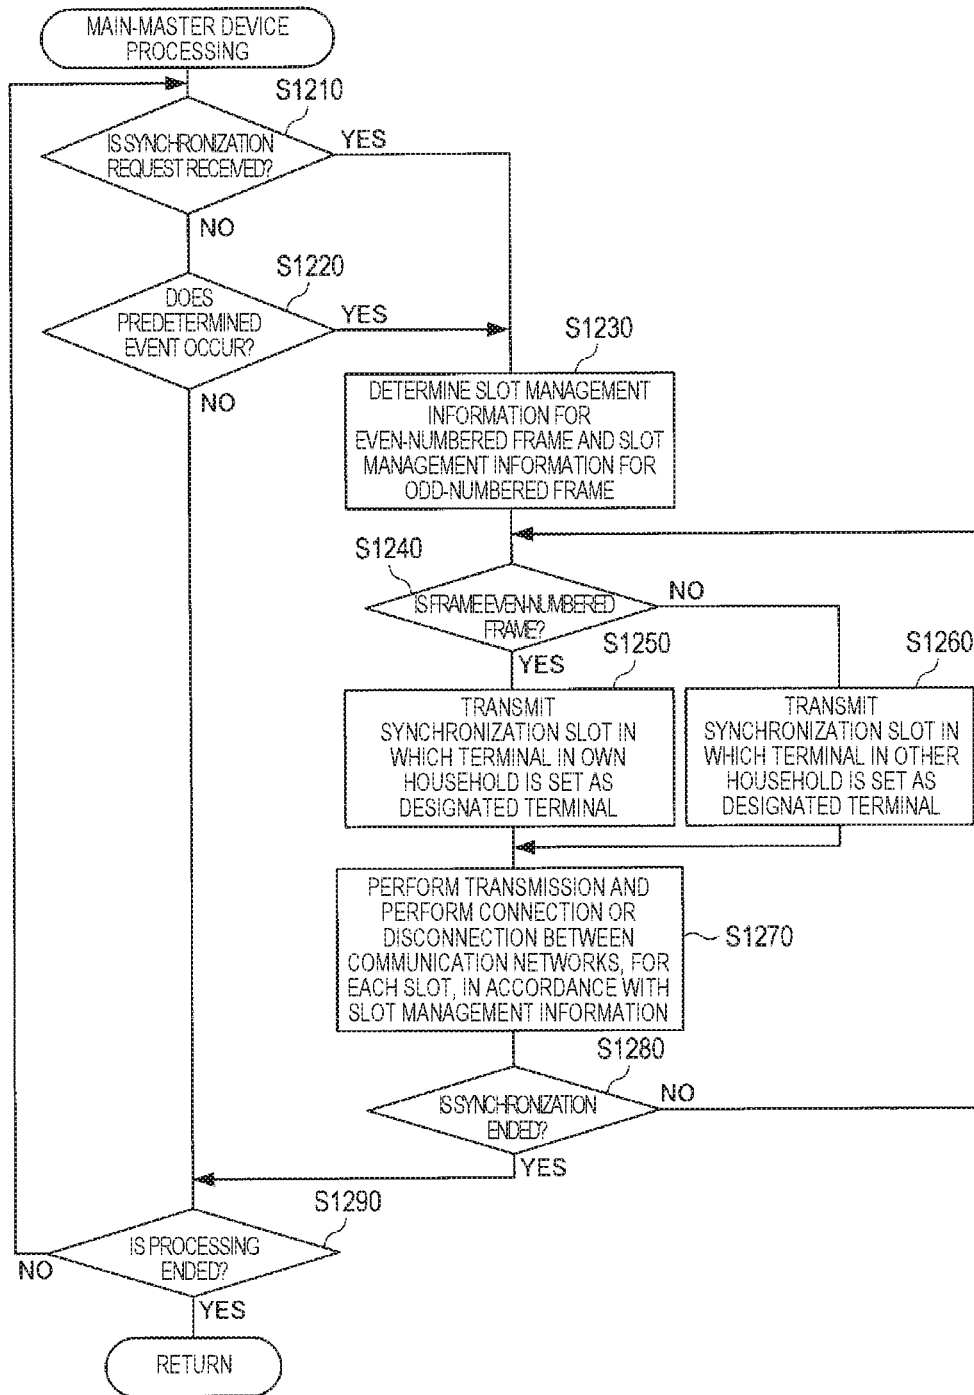 MAIN-MASTER DEVICE
PROCESSING
S1210
IS SYNCHRONIZATION
REQUEST RECEIVED?
YES
NO
S1220
DOES
PREDETERMINED
EVENT OCCUR?
YES
NO
S1230
DETERMINE SLOT MANAGEMENT
INFORMATION FOR
EVEN-NUMBERED FRAME AND SLOT
MANAGEMENT INFORMATION FOR
ODD-NUMBERED FRAME
S1240
IS FRAME EVEN-NUMBERED
FRAME?
NO
YES
S1250
TRANSMIT
SYNCHRONIZATION SLOT IN
WHICH TERMINAL IN OWN
HOUSEHOLD IS SET AS
DESIGNATED TERMINAL
S1260
TRANSMIT
SYNCHRONIZATION SLOT IN
WHICH TERMINAL IN OTHER
HOUSEHOLD IS SET AS
DESIGNATED TERMINAL
PERFORM TRANSMISSION AND
PERFORM CONNECTION OR
DISCONNECTION BETWEEN
COMMUNICATION NETWORKS, FOR
EACH SLOT, IN ACCORDANCE WITH
SLOT MANAGEMENT INFORMATION
S1270
S1280
IS SYNCHRONIZATION
ENDED?
NO
YES
S1290
IS PROCESSING
ENDED?
NO
YES
RETURN